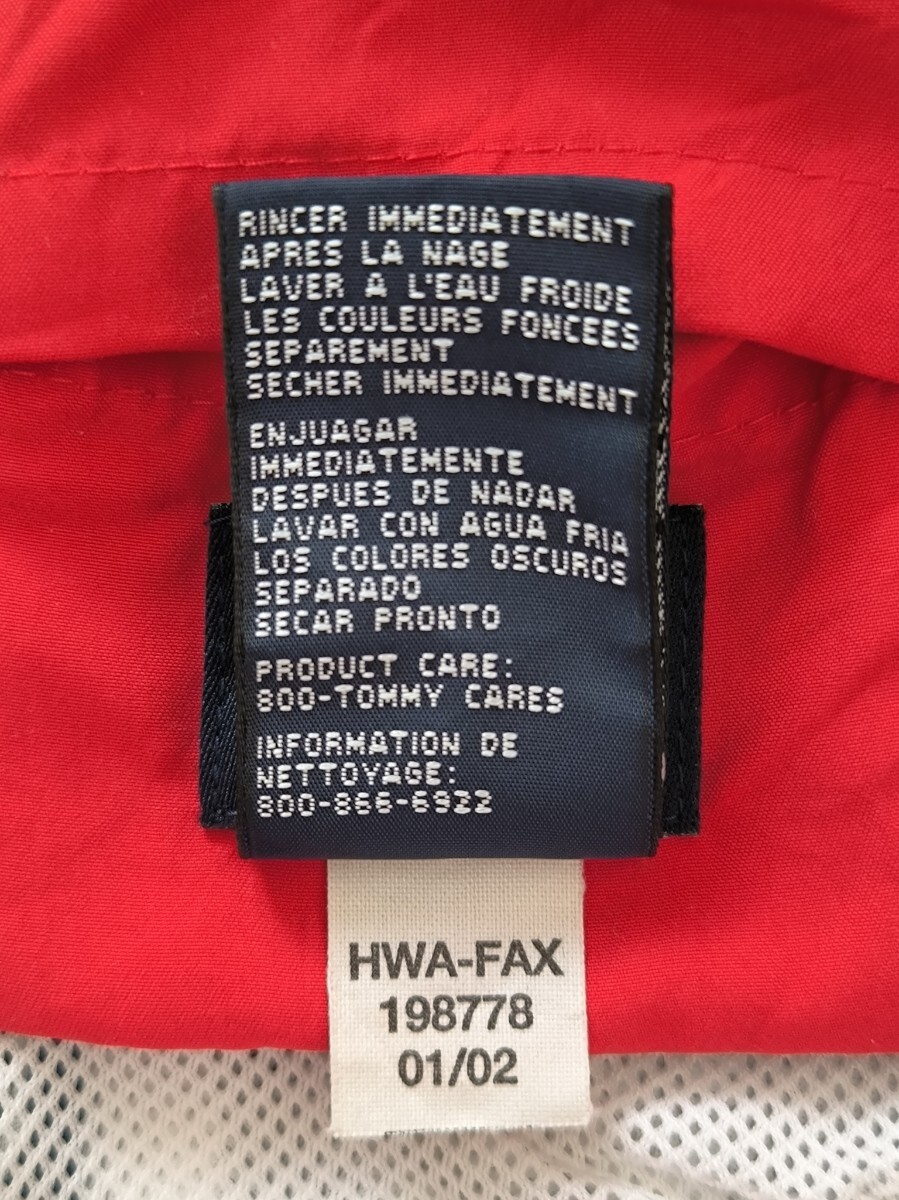 RINCER IMMEDIATEMENT
APRES LA NAGE
LAVER A L'EAU FROIDE
LES COULEURS FONCEES
SEPAREMENT
SECHER IMMEDIATEMENT
ENJUAGAR
IMMEDIATEMENTE
DESPUES DE NADAR
LAVAR CON AGUA FRIA
LOS COLORES OSCUROS
SEPARADO
SECAR PRONTO
PRODUCT CARE:
800-TOMMY CARES
INFORMATION DE
NETTOYAGE:
800-866-6922
HWA-FAX
198778
01/02